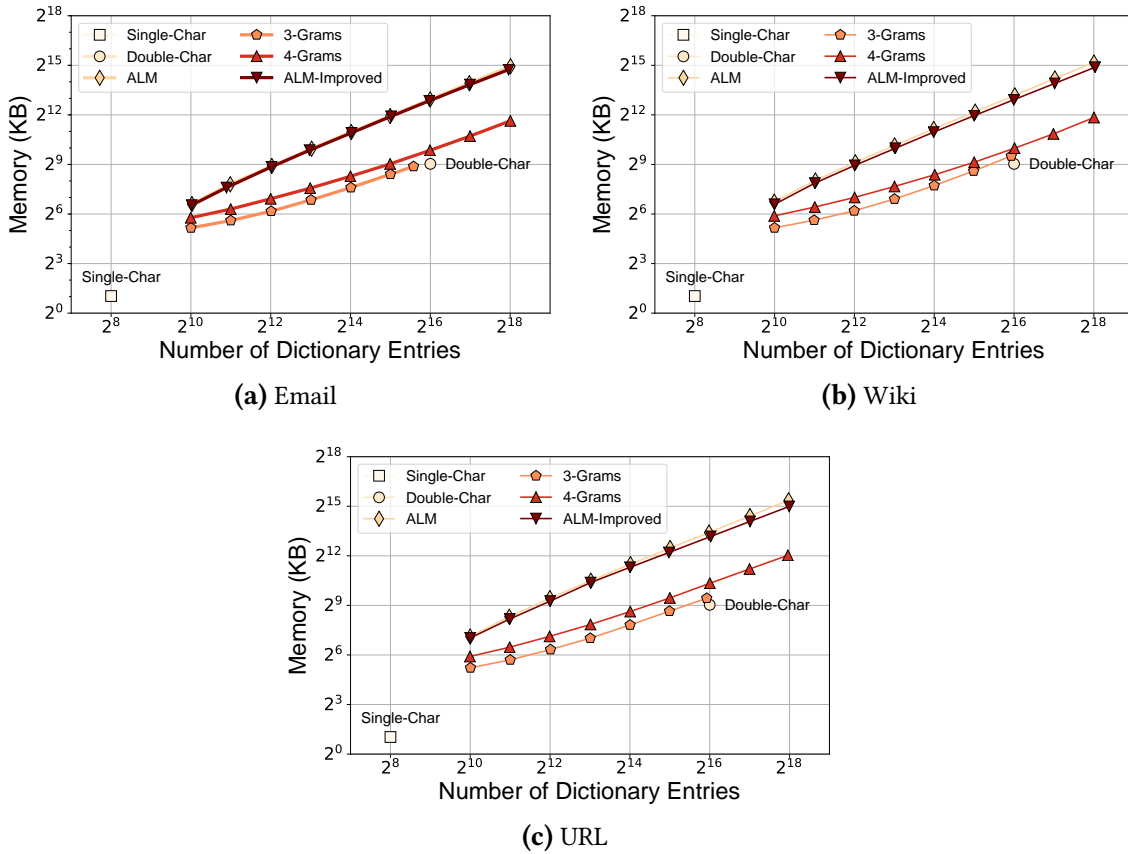 2^18
2^15
2^12
2^9
2^6
2^3
2^0
Memory (KB)
Single-Char
Double-Char
ALM
3-Grams
4-Grams
ALM-Improved
Double-Char
Single-Char
2^8
2^10
2^12
2^14
2^16
2^18
Number of Dictionary Entries
(a) Email
2^18
2^15
2^12
2^9
2^6
2^3
2^0
Memory (KB)
Single-Char
Double-Char
ALM
3-Grams
4-Grams
ALM-Improved
Double-Char
Single-Char
2^8
2^10
2^12
2^14
2^16
2^18
Number of Dictionary Entries
(b) Wiki
2^18
2^15
2^12
2^9
2^6
2^3
2^0
Memory (KB)
Single-Char
Double-Char
ALM
3-Grams
4-Grams
ALM-Improved
Double-Char
Single-Char
2^8
2^10
2^12
2^14
2^16
2^18
Number of Dictionary Entries
(c) URL